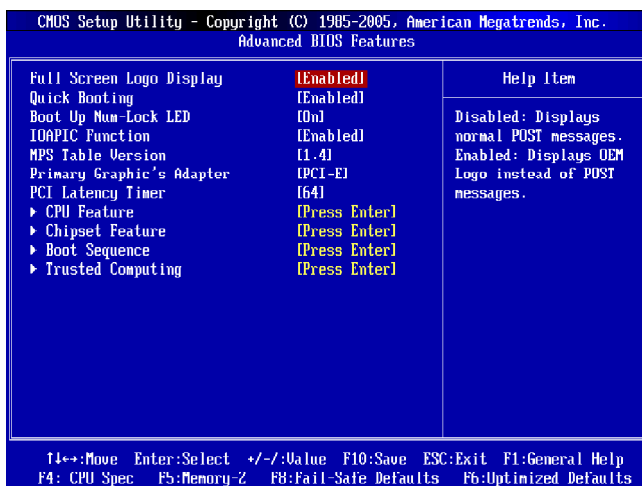 CMOS Setup Utility - Copyright (C) 1985-2005, American Megatrends, Inc.
Advanced BIOS Features
Full Screen Logo Display [Enabled]
Quick Booting [Enabled]
Boot Up Num-Lock LED [On]
IOAPIC Function [Enabled]
MPS Table Version [1.4]
Primary Graphic's Adapter [PCI-E]
PCI Latency Timer [64]
▶ CPU Feature [Press Enter]
▶ Chipset Feature [Press Enter]
▶ Boot Sequence [Press Enter]
▶ Trusted Computing [Press Enter]
Help Item
Disabled: Displays
normal POST messages.
Enabled: Displays OEM
Logo instead of POST
messages.
↑↓←→:Move Enter:Select +/-/:Value F10:Save ESC:Exit F1:General Help
F4: CPU Spec F5:Memory-Z F8:Fail-Safe Defaults F6:Optimized Defaults